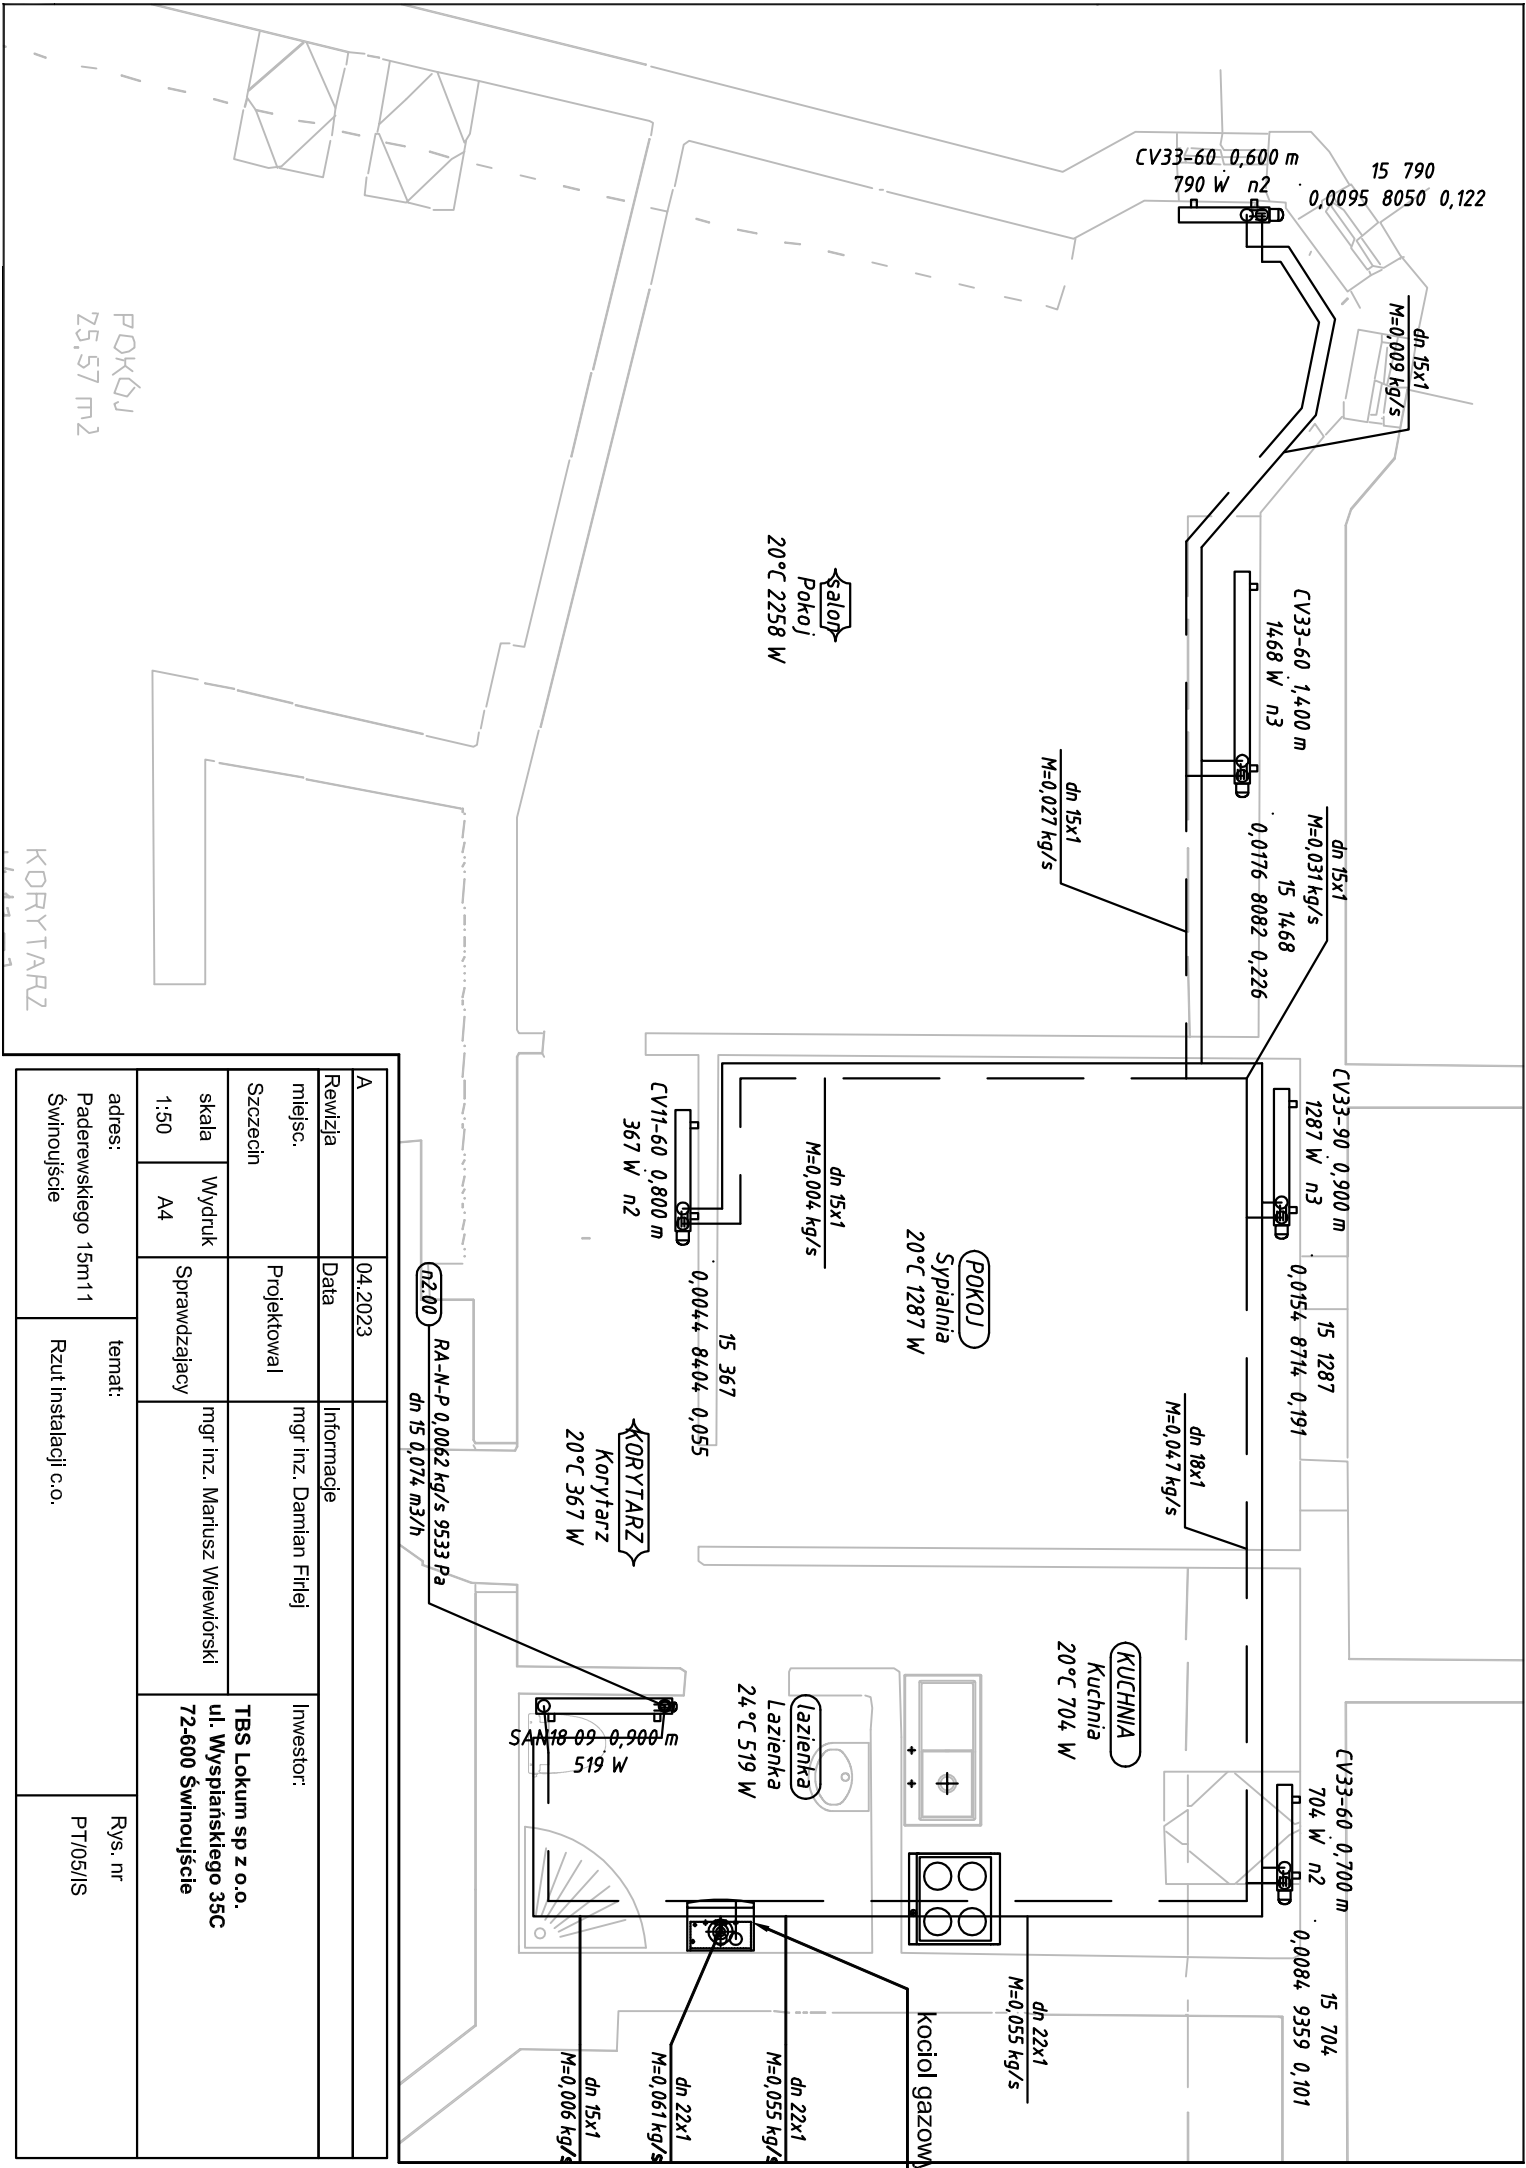 CV33-60 0,600 m
790 W n2
15 790
0,0095 8050 0,122
dn 15x1
M=0,009 kg/s
CV33-60 1,400 m
1468 W n3
15 1468
0,0176 8082 0,226
dn 15x1
M=0,031 kg/s
dn 15x1
M=0,027 kg/s
salon
Pokoj
20°C 2258 W
POKÓJ
25,57 m2
KORYTARZ
CV33-90 0,900 m
1287 W n3
15 1287
0,0154 8714 0,191
dn 18x1
M=0,047 kg/s
POKOJ
Sypialnia
20°C 1287 W
dn 15x1
M=0,004 kg/s
CV11-60 0,800 m
367 W n2
15 367
0,0044 8404 0,055
KORYTARZ
Korytarz
20°C 367 W
n2.00
RA-N-P 0,0062 kg/s 9533 Pa
dn 15 0,074 m3/h
KUCHNIA
Kuchnia
20°C 704 W
CV33-60 0,700 m
704 W n2
15 704
0,0084 9359 0,101
lazienka
Lazienka
24°C 519 W
SAN18 09 0,900 m
519 W
dn 22x1
M=0,055 kg/s
kociol gazowy
dn 22x1
M=0,055 kg/s
dn 22x1
M=0,061 kg/s
dn 15x1
M=0,006 kg/s
A
04.2023
Rewizja
Data
Informacje
miejsc.
Szczecin
Projektowal
mgr inz. Damian Firlej
skala
1:50
Wydruk
A4
Sprawdzajacy
mgr inz. Mariusz Wiewiórski
Inwestor:
TBS Lokum sp z o.o.
ul. Wyspiańskiego 35C
72-600 Świnoujście
adres:
Paderewskiego 15m11
Świnoujście
temat:
Rzut instalacji c.o.
Rys. nr
PT/05/IS